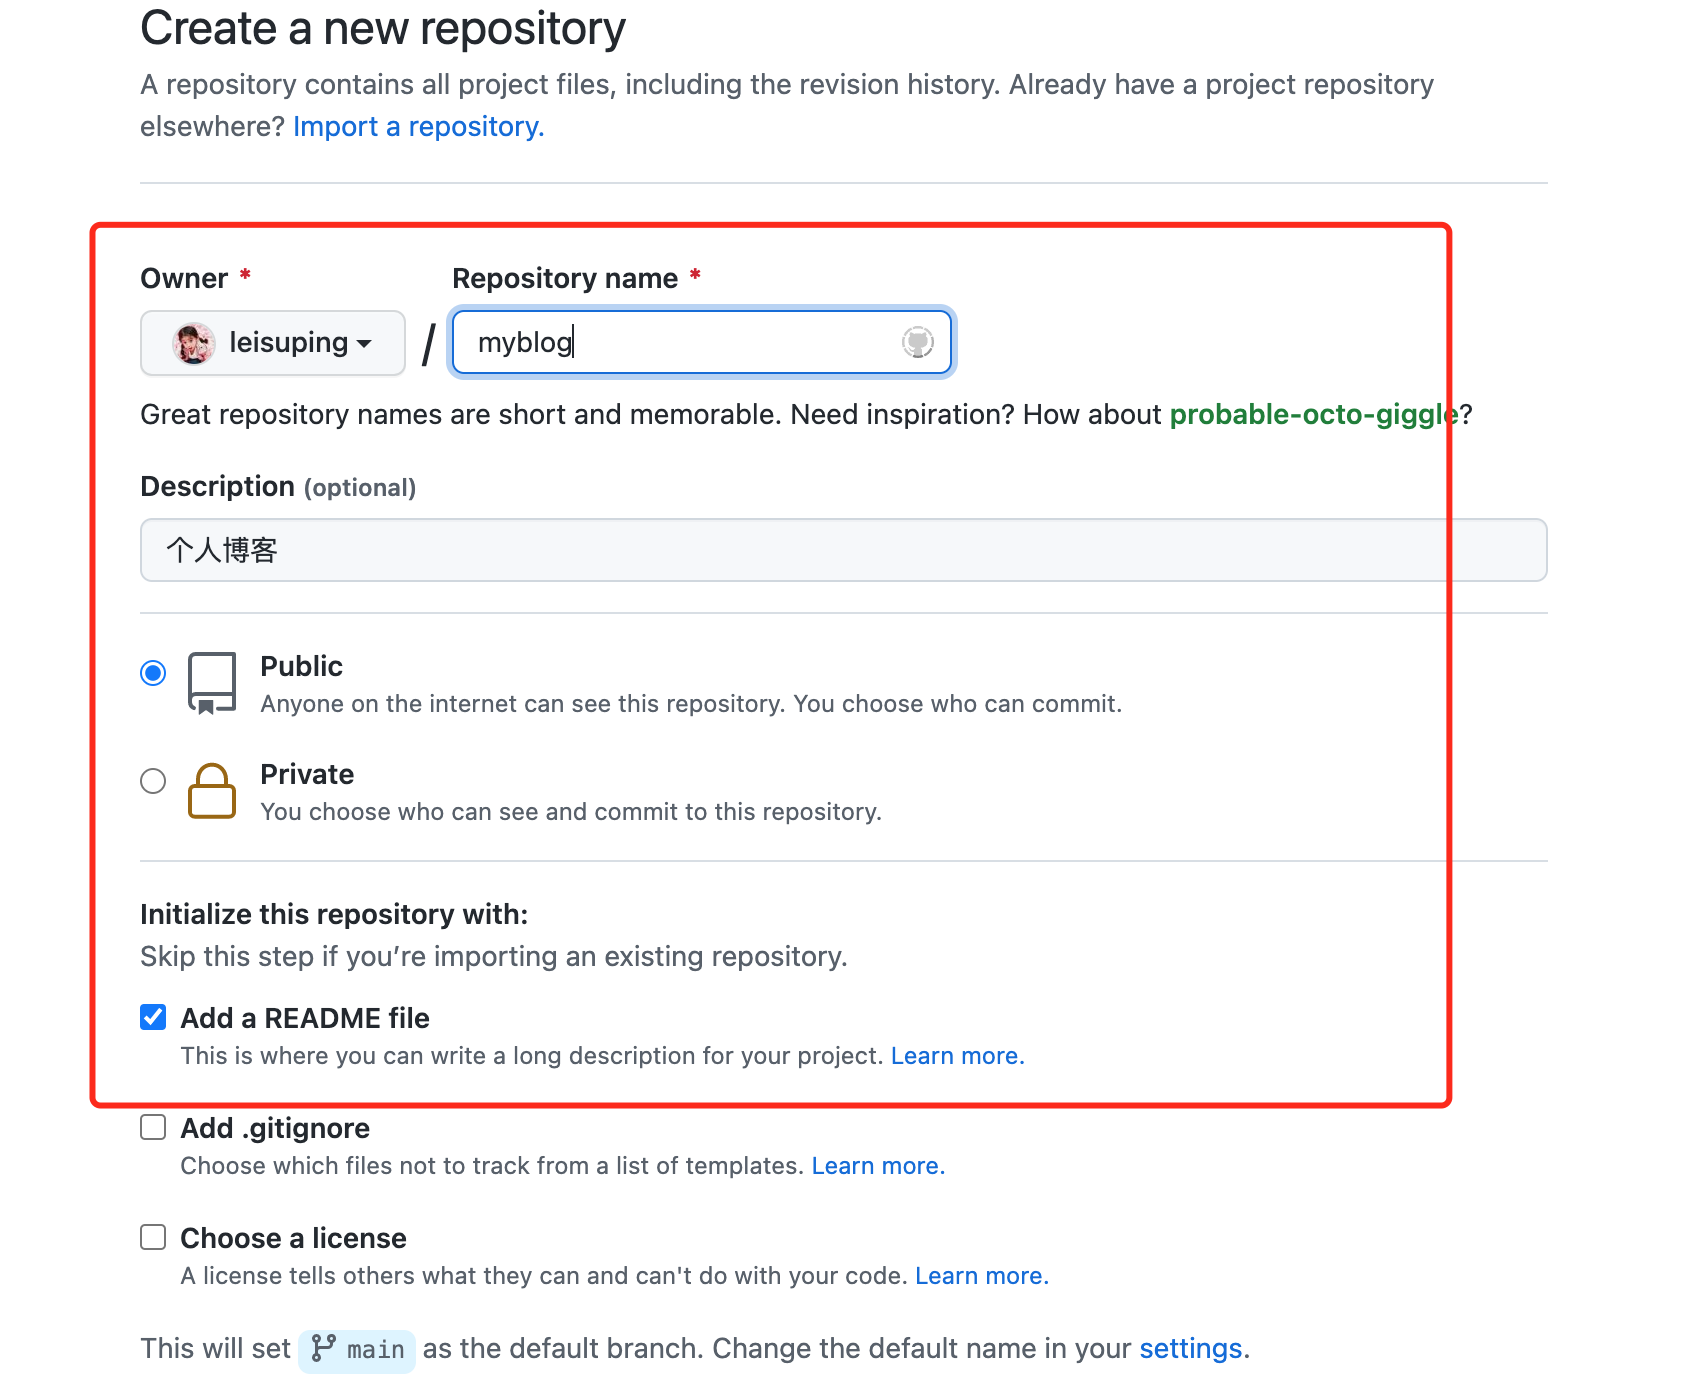 Create a new repository
A repository contains all project files, including the revision history. Already have a project repository
elsewhere? Import a repository.
Owner * Repository name *
leisuping / myblog
Great repository names are short and memorable. Need inspiration? How about probable-octo-giggle?
Description (optional)
个人博客
Public
Anyone on the internet can see this repository. You choose who can commit.
Private
You choose who can see and commit to this repository.
Initialize this repository with:
Skip this step if you’re importing an existing repository.
Add a README file
This is where you can write a long description for your project. Learn more.
Add .gitignore
Choose which files not to track from a list of templates. Learn more.
Choose a license
A license tells others what they can and can't do with your code. Learn more.
This will set main as the default branch. Change the default name in your settings.